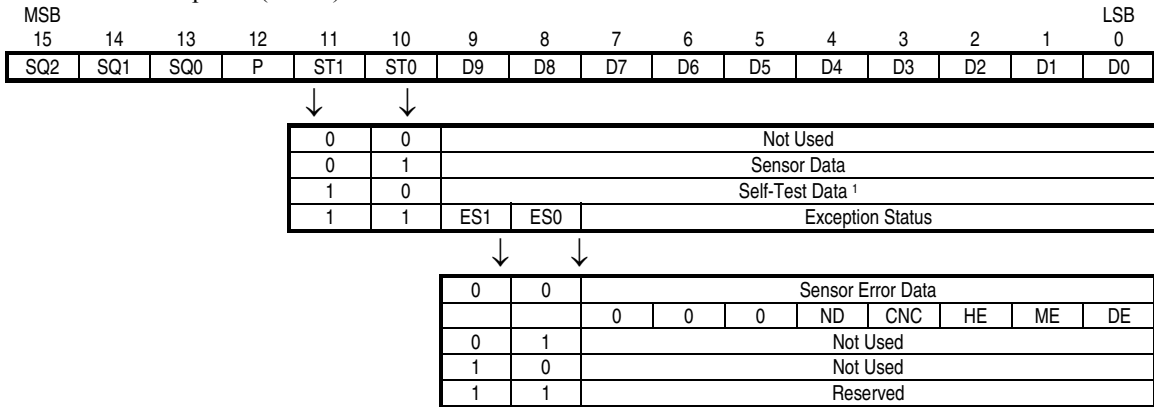 MSB LSB
15 14 13 12 11 10 9 8 7 6 5 4 3 2 1 0
SQ2 SQ1 SQ0 P ST1 ST0 D9 D8 D7 D6 D5 D4 D3 D2 D1 D0
↓ ↓
0 0 Not Used
0 1 Sensor Data
1 0 Self-Test Data ¹
1 1 ES1 ES0 Exception Status
↓ ↓
0 0 Sensor Error Data
0 0 0 ND CNC HE ME DE
0 1 Not Used
1 0 Not Used
1 1 Reserved